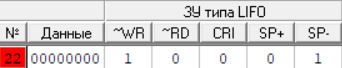 ЗУ типа LIFO
№ Данные ~WR ~RD CRI SP+ SP-
22 00000000 1 0 0 0 1